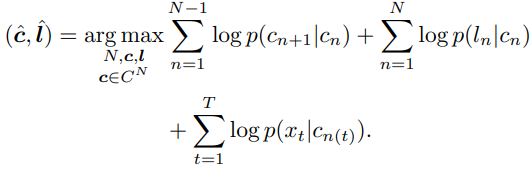 (ĉ, l̂) = arg max_{N,c,l c∈C^N} ∑_{n=1}^{N−1} log p(c_{n+1}|c_n) + ∑_{n=1}^{N} log p(l_n|c_n)
+ ∑_{t=1}^{T} log p(x_t|c_{n(t)}).